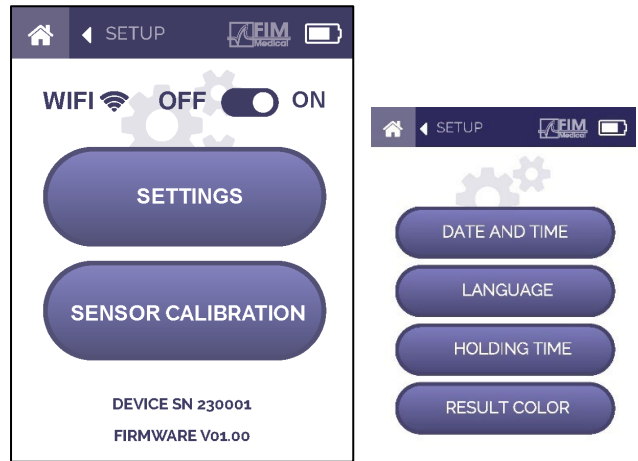 SETUP
FIM
Medical
WIFI OFF ON
SETTINGS
SENSOR CALIBRATION
DEVICE SN 230001
FIRMWARE V01.00
SETUP
FIM
Medical
DATE AND TIME
LANGUAGE
HOLDING TIME
RESULT COLOR